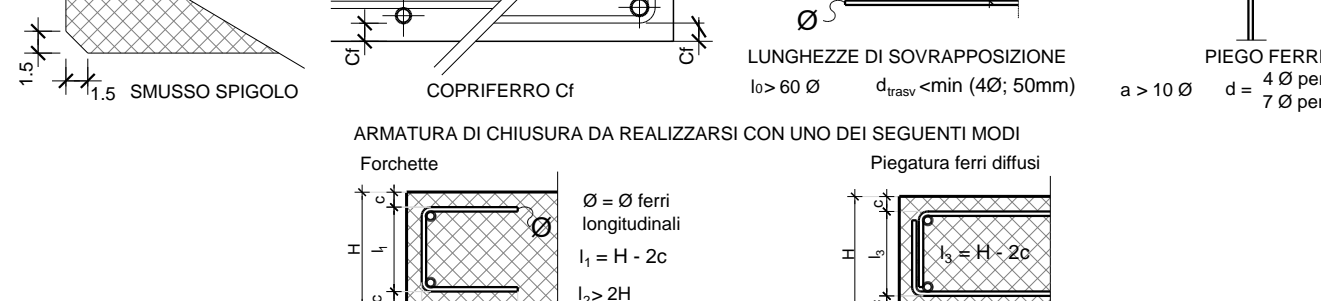 1.5
1.5 SMUSSO SPIGOLO
Cf
Cf
COPRIFERRO Cf
Ø
LUNGHEZZE DI SOVRAPPOSIZIONE
l0> 60 Ø dtrasv <min (4Ø; 50mm)
PIEGO FERRI
a > 10 Ø d = 4 Ø per
7 Ø per
ARMATURA DI CHIUSURA DA REALIZZARSI CON UNO DEI SEGUENTI MODI
Forchette
c
H
l1
c
Ø
Ø = Ø ferri
longitudinali
l1 = H - 2c
l2> 2H
Piegatura ferri diffusi
c
H
l3
l3 = H - 2c